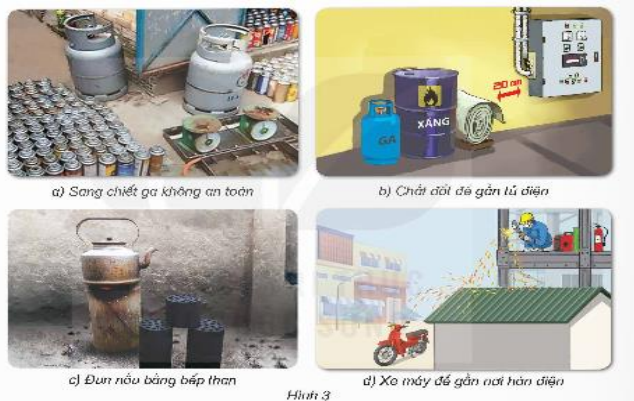 GA
XĂNG
20 cm
a) Sang chiết ga không an toàn
b) Chất đốt để gần tủ điện
c) Đun nấu bằng bếp than
d) Xe máy để gần nơi hàn điện
Hình 3